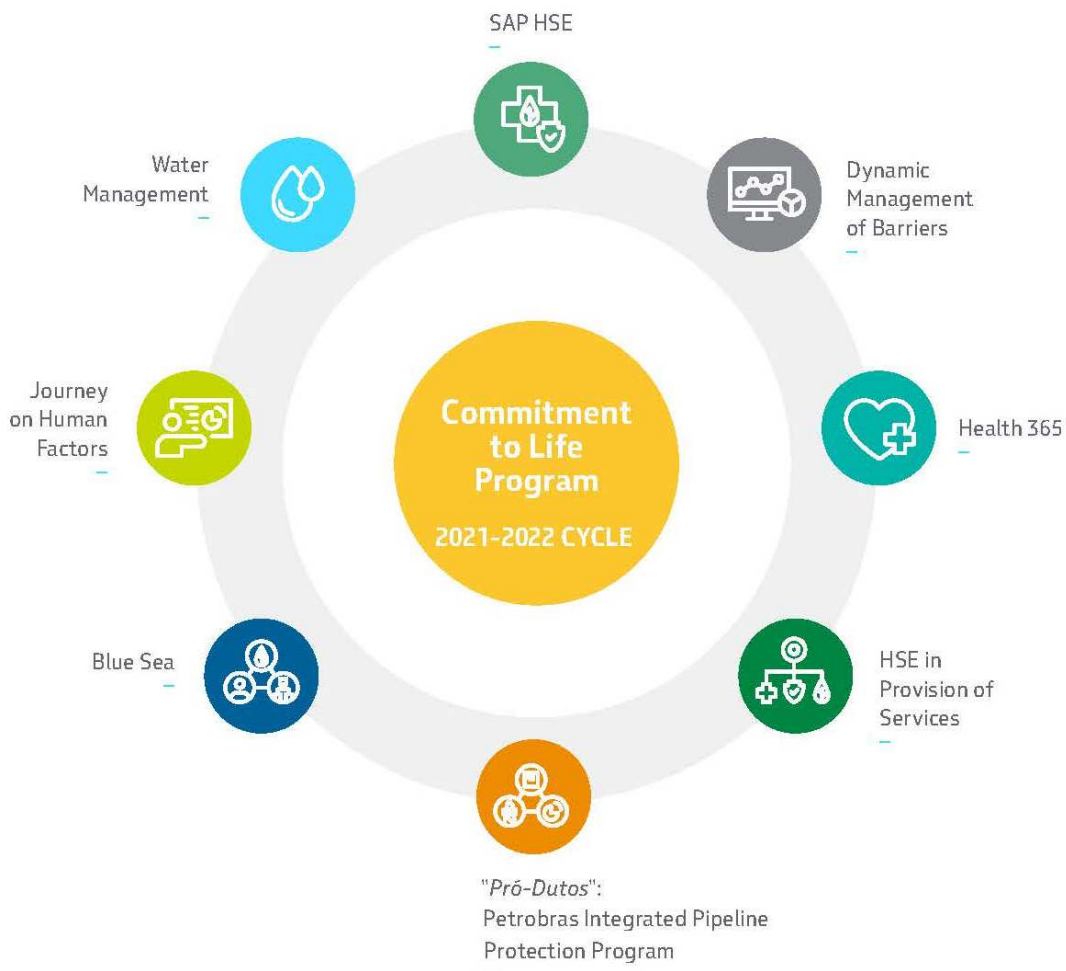 SAP HSE
Water
Management
Dynamic
Management
of Barriers
Journey
on Human
Factors
Commitment
to Life
Program
2021-2022 CYCLE
Health 365
Blue Sea
HSE in
Provision of
Services
"Pró-Dutos":
Petrobras Integrated Pipeline
Protection Program